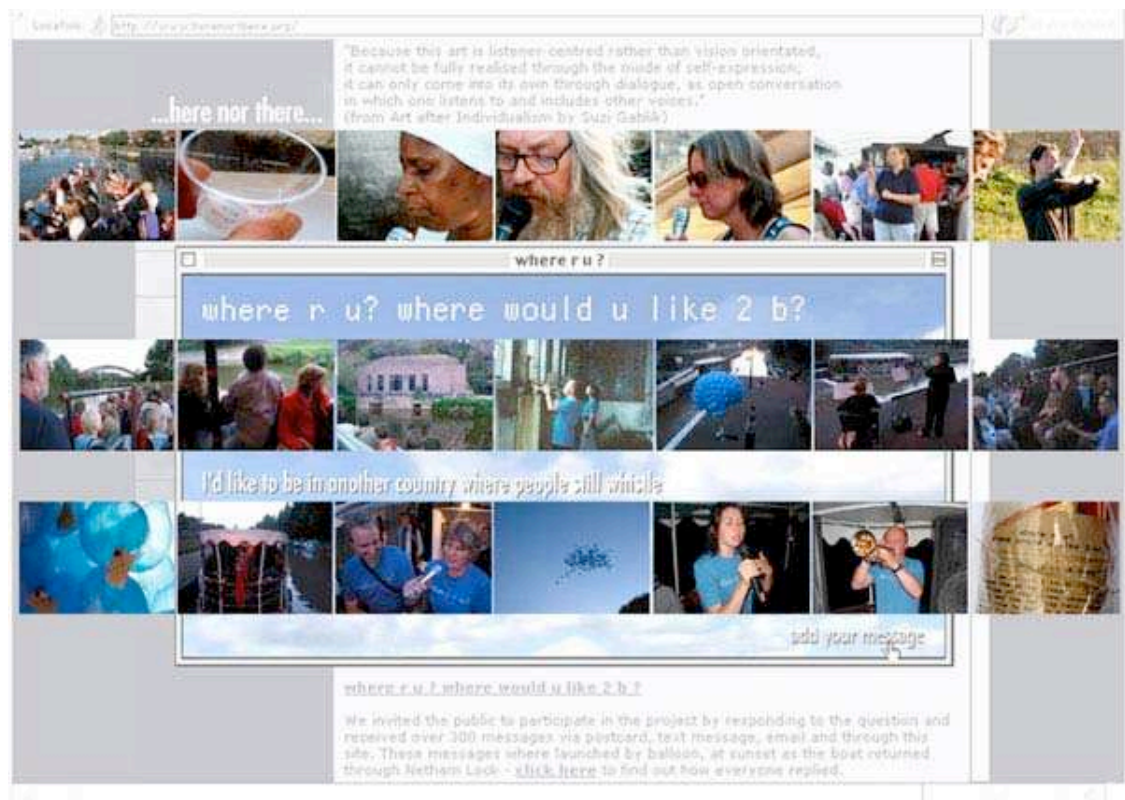 Location:
http://www.herenorthere.org/
"Because this art is listener-centred rather than vision orientated,
it cannot be fully realised through the mode of self-expression;
it can only come into its own through dialogue, as open conversation
in which one listens to and includes other voices."
(from Art after Individualism by Suzi Gablik)
...here nor there...
where r u ?
where r u? where would u like 2 b?
I'd like to be in another country where people still whistle
add your message
where r u ? where would u like 2 b ?
We invited the public to participate in the project by responding to the question and
received over 300 messages via postcard, text message, email and through this
site. These messages where launched by balloon, at sunset as the boat returned
through Netham Lock - click here to find out how everyone replied.